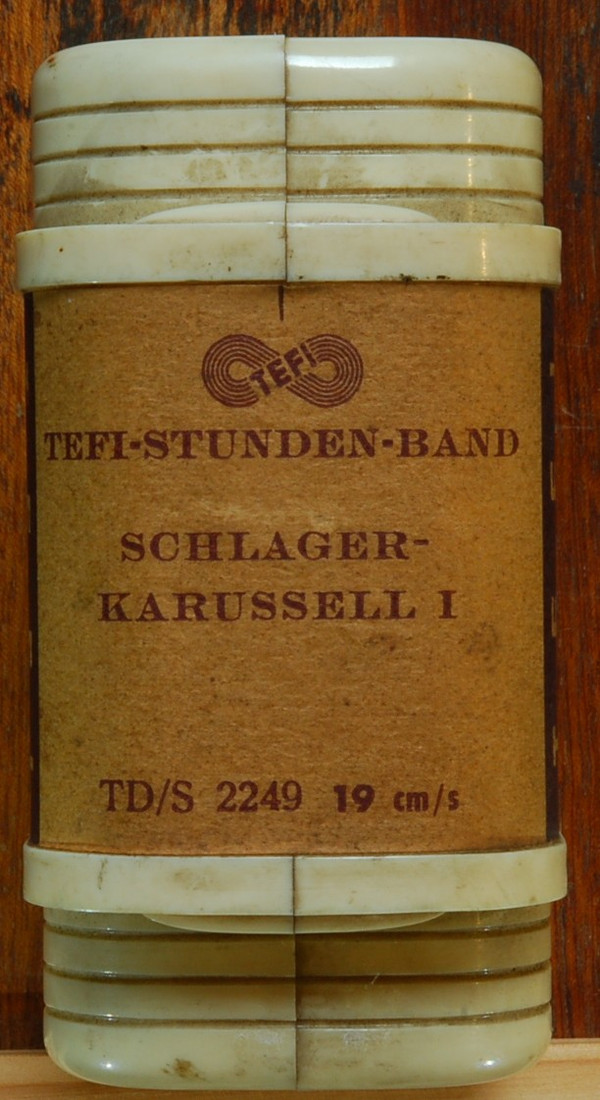 TEFI
TEFI-STUNDEN-BAND
SCHLAGER-
KARUSSELL I
TD/S 2249 19 cm/s